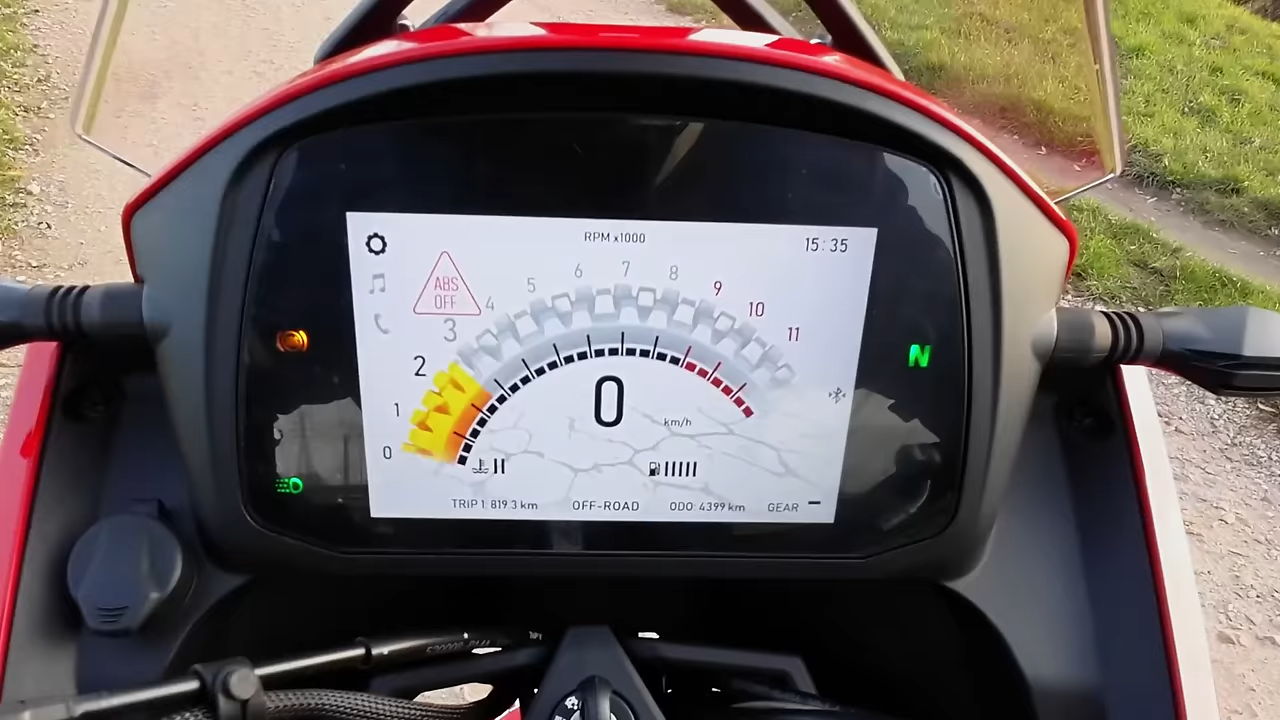 RPM x1000
15:35
ABS
OFF
0
1
2
3
4
5
6
7
8
9
10
11
N
0
km/h
TRIP 1 819.3 km
OFF-ROAD
ODO 4399 km
GEAR –